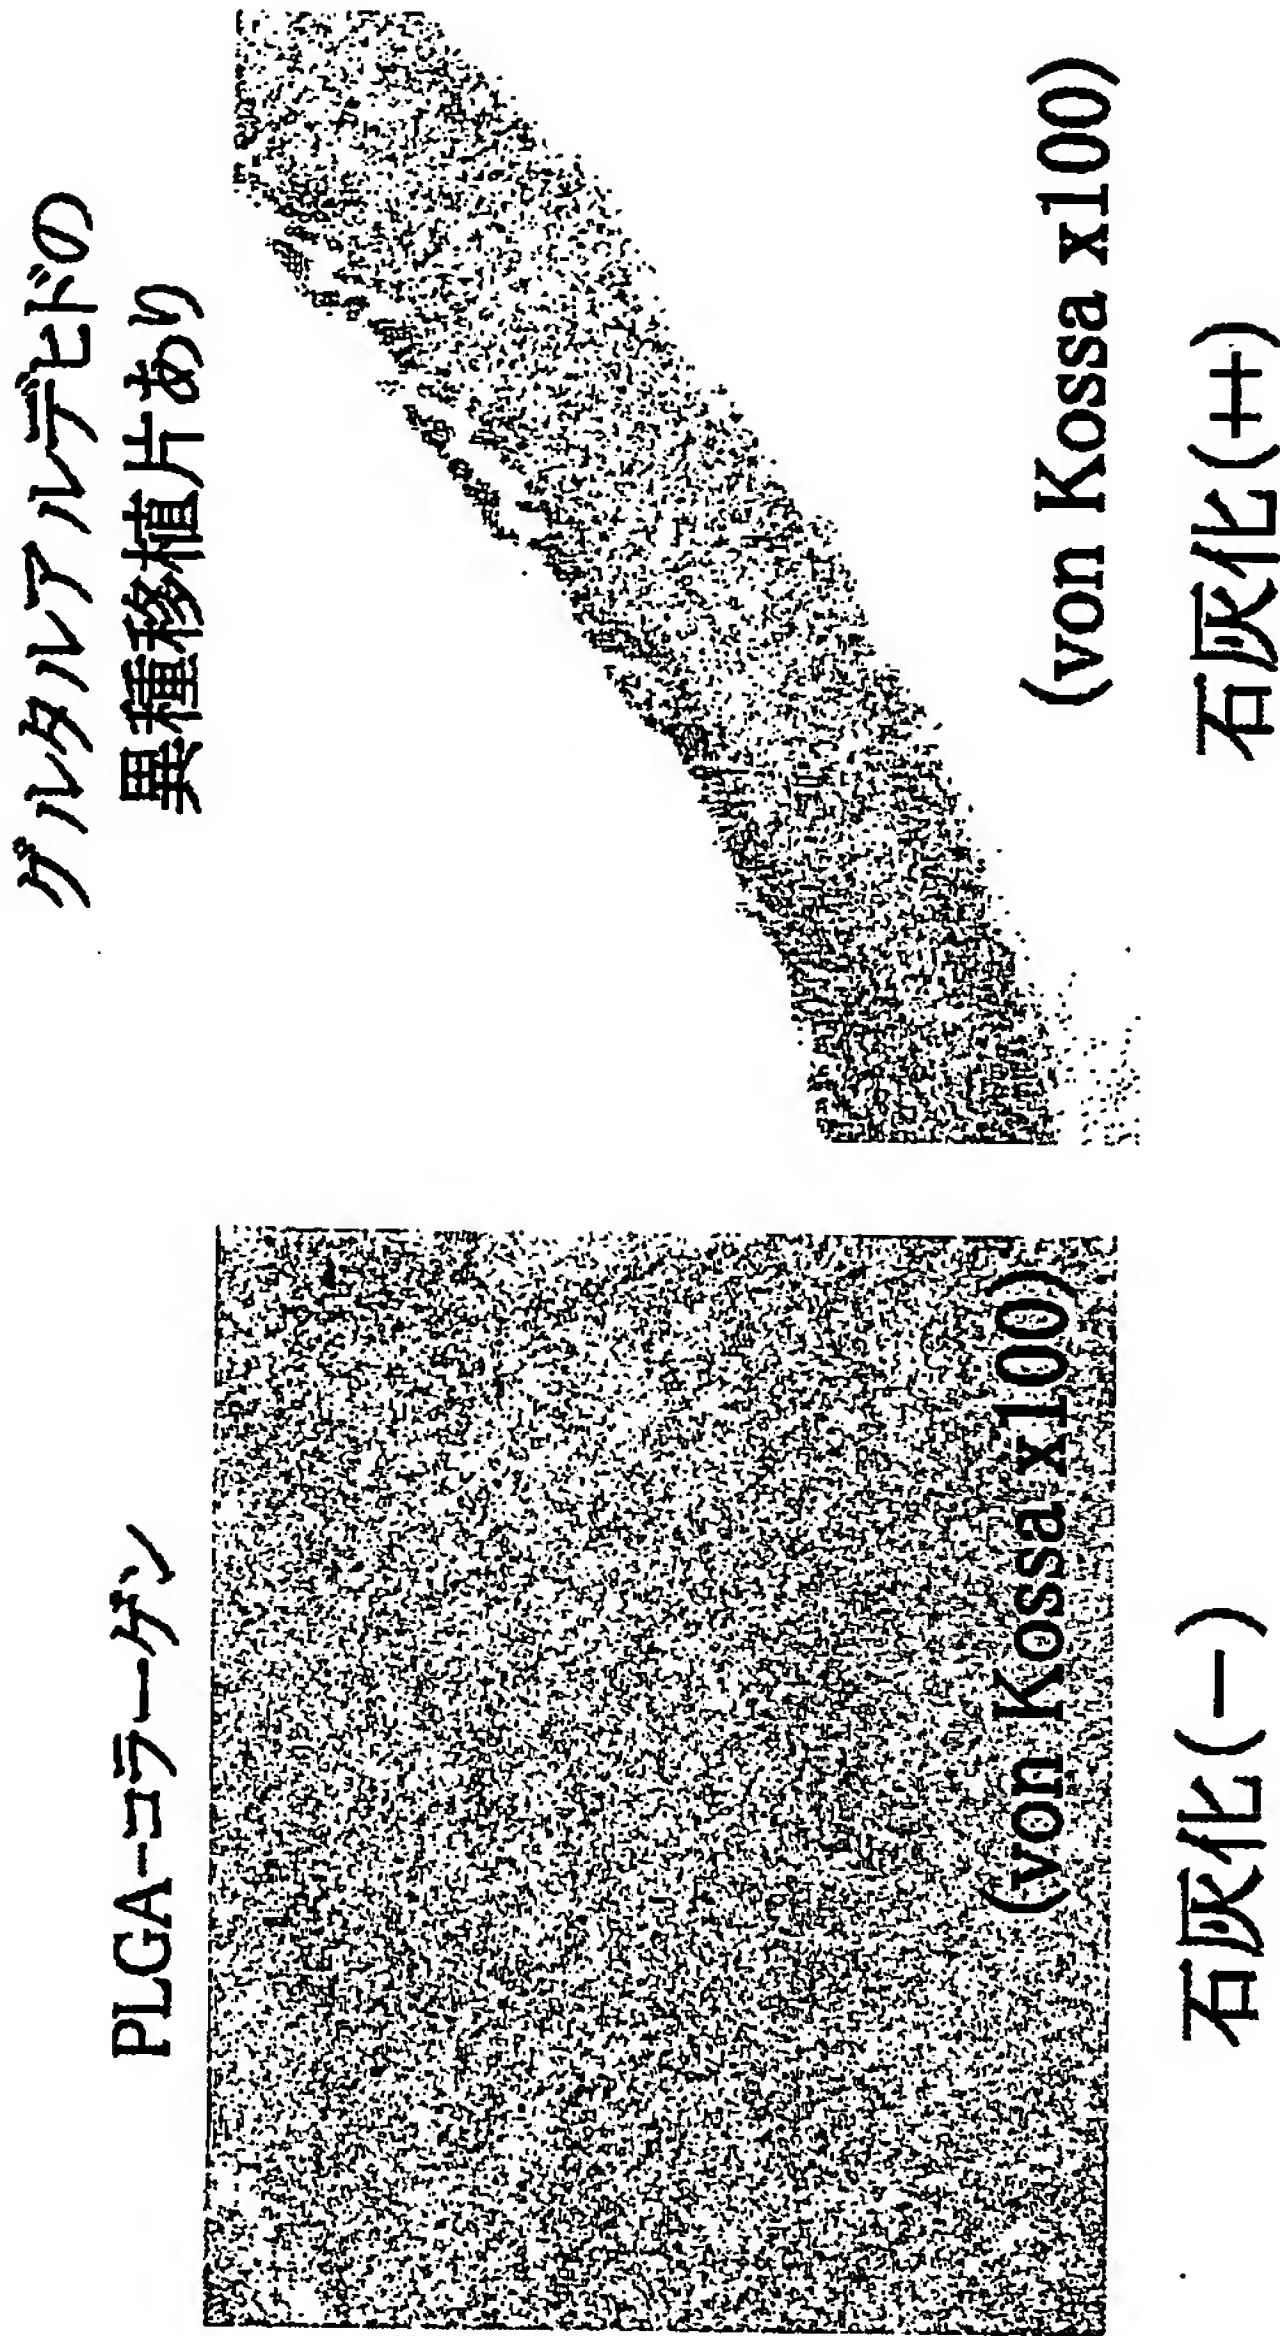 PLGA-コラーゲン
(von Kossa x100)
石灰化(－)
グルタルアルデヒドの
異種移植片あり
(von Kossa x100)
石灰化(++)